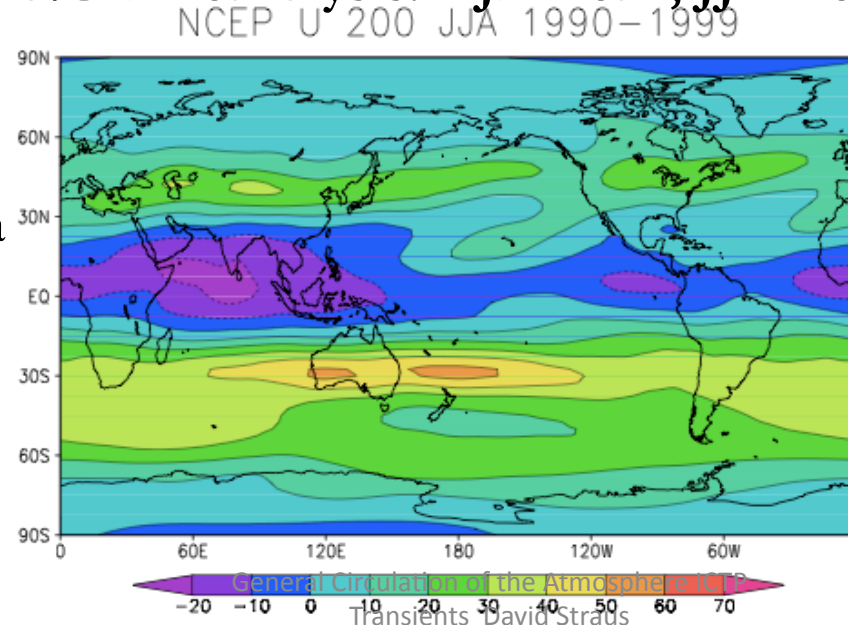 NCEP U 200 JJA 1990-1999
90N
60N
30N
EQ
30S
60S
90S
0 60E 120E 180 120W 60W
General Circulation of the Atmosphere ICTP
-20 -10 0 10 20 30 40 50 60 70
Transients David Straus